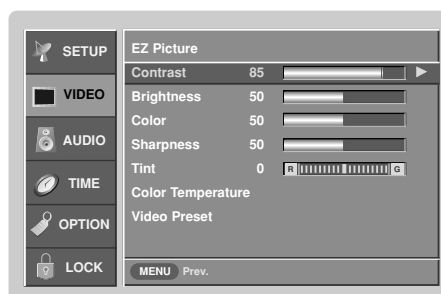 SETUP
VIDEO
AUDIO
TIME
OPTION
LOCK
EZ Picture
Contrast 85
Brightness 50
Color 50
Sharpness 50
Tint 0 R G
Color Temperature
Video Preset
MENU Prev.